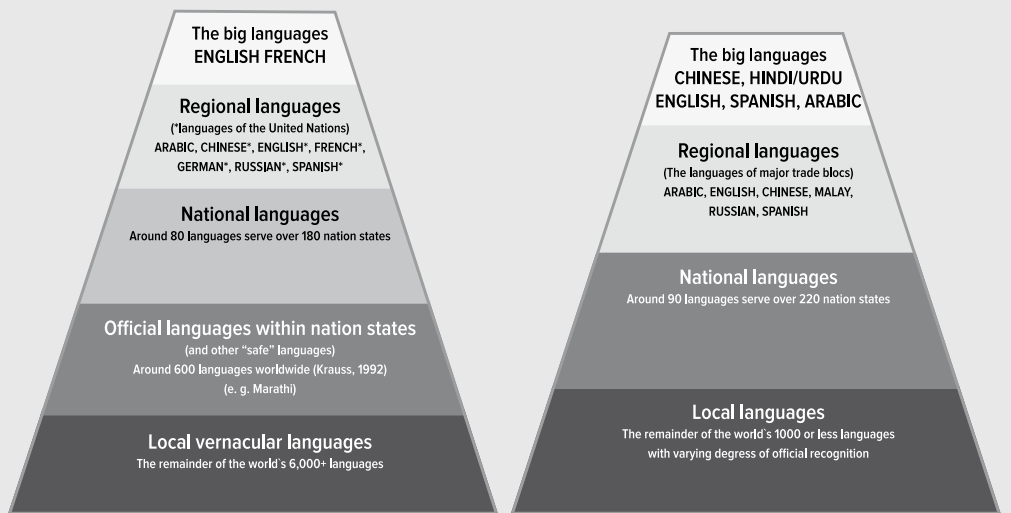 The big languages
ENGLISH FRENCH
Regional languages
(*languages of the United Nations)
ARABIC, CHINESE*, ENGLISH*, FRENCH*,
GERMAN*, RUSSIAN*, SPANISH*
National languages
Around 80 languages serve over 180 nation states
Official languages within nation states
(and other “safe” languages)
Around 600 languages worldwide (Krauss, 1992)
(e. g. Marathi)
Local vernacular languages
The remainder of the world`s 6,000+ languages
The big languages
CHINESE, HINDI/URDU
ENGLISH, SPANISH, ARABIC
Regional languages
(The languages of major trade blocs)
ARABIC, ENGLISH, CHINESE, MALAY,
RUSSIAN, SPANISH
National languages
Around 90 languages serve over 220 nation states
Local languages
The remainder of the world`s 1000 or less languages
with varying degress of official recognition